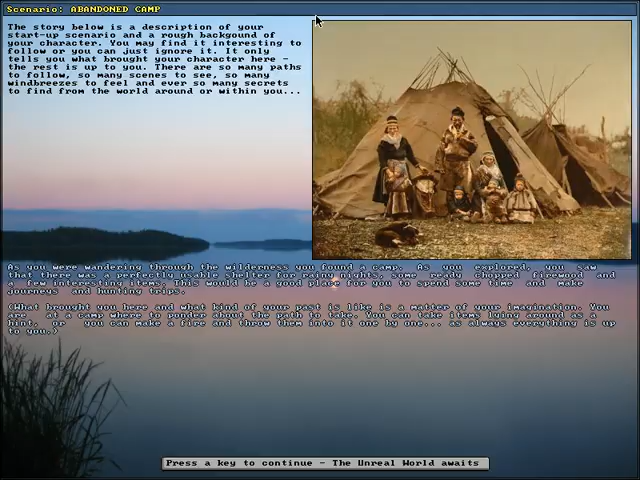 Scenario: ABANDONED CAMP
The story below is a description of your
start-up scenario and a rough backgound of
your character. You may find it interesting to
follow or you can just ignore it. It only
tells you what brought your character here -
the rest is up to you. There are so many paths
to follow, so many scenes to see, so many
windbreezes to feel and ever so many secrets
to find from the world around or within you...
As you were wandering through the wilderness you found a camp. As you explored, you saw
that there was a perfectly usable shelter for rainy nights, some ready chopped firewood and
a few interesting items. This would be a good place for you to spend some time and make
journeys and hunting trips.
(What brought you here and what kind of your past is like is a matter of your imagination. You
are at a camp where to ponder about the path to take. You can take items lying around as a
hint, or you can make a fire and throw them into it one by one... as always everything is up
to you.)
Press a key to continue - The Unreal World awaits